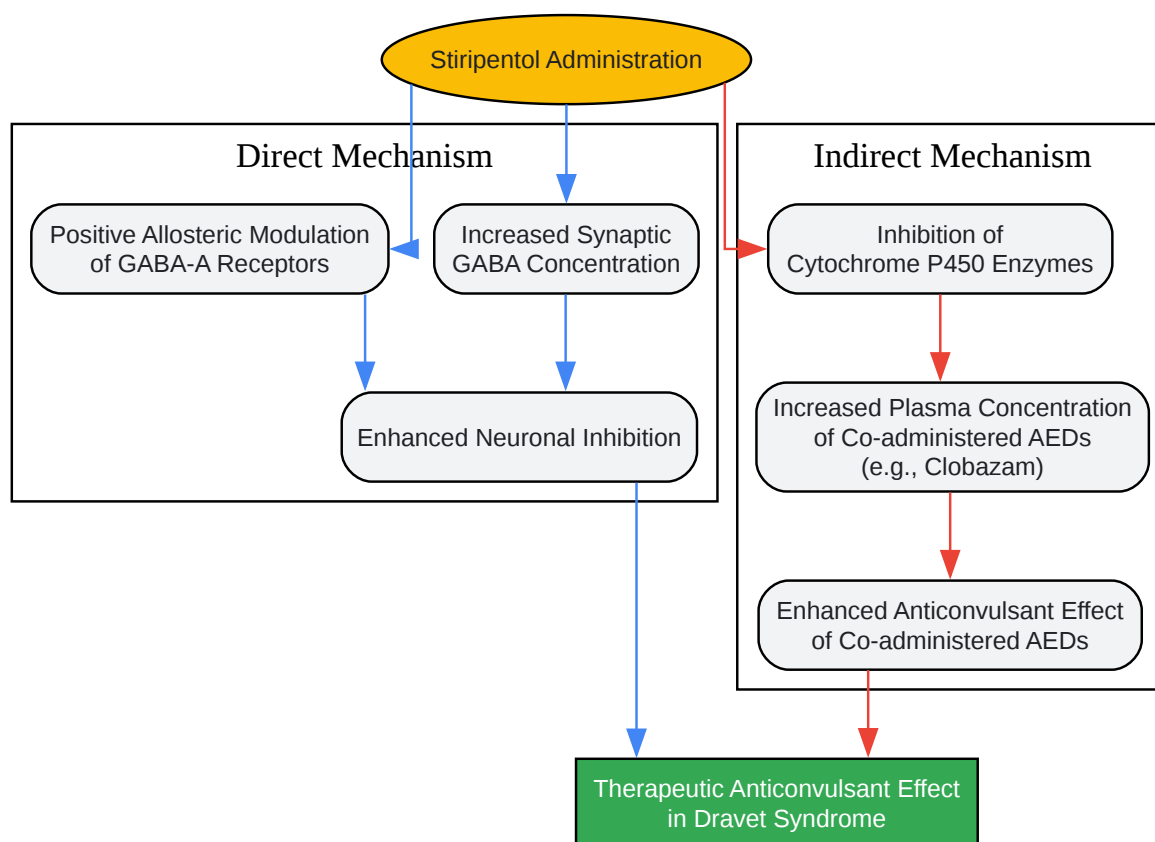 Stiripentol Administration
Direct Mechanism
Indirect Mechanism
Positive Allosteric Modulation
of GABA-A Receptors
Increased Synaptic
GABA Concentration
Inhibition of
Cytochrome P450 Enzymes
Enhanced Neuronal Inhibition
Increased Plasma Concentration
of Co-administered AEDs
(e.g., Clobazam)
Enhanced Anticonvulsant Effect
of Co-administered AEDs
Therapeutic Anticonvulsant Effect
in Dravet Syndrome